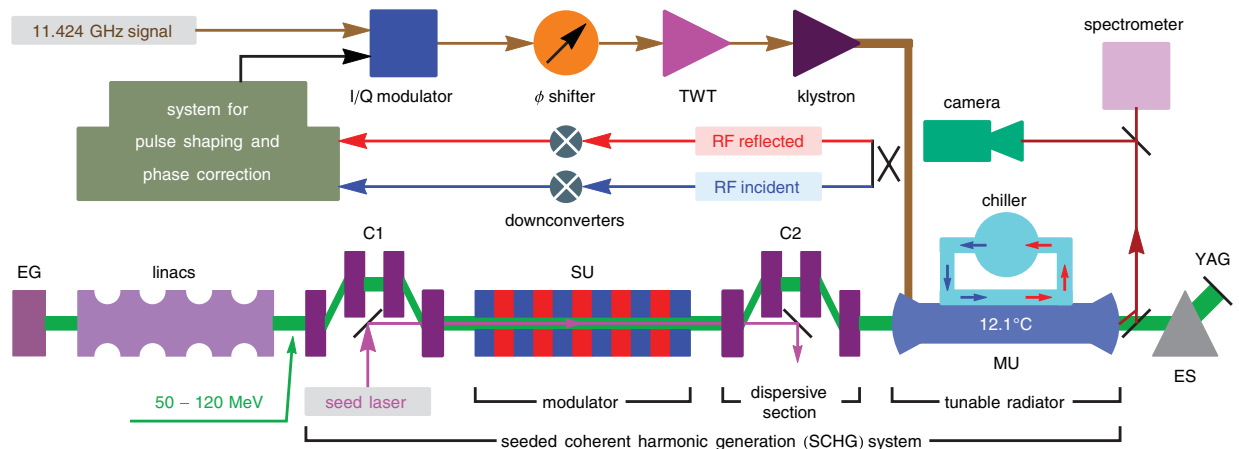 11.424 GHz signal
I/Q modulator
ϕ shifter
TWT
klystron
spectrometer
camera
system for
pulse shaping and
phase correction
RF reflected
RF incident
downconverters
chiller
EG
linacs
C1
SU
C2
YAG
12.1°C
MU
ES
50 – 120 MeV
seed laser
modulator
dispersive
section
tunable radiator
seeded coherent harmonic generation (SCHG) system